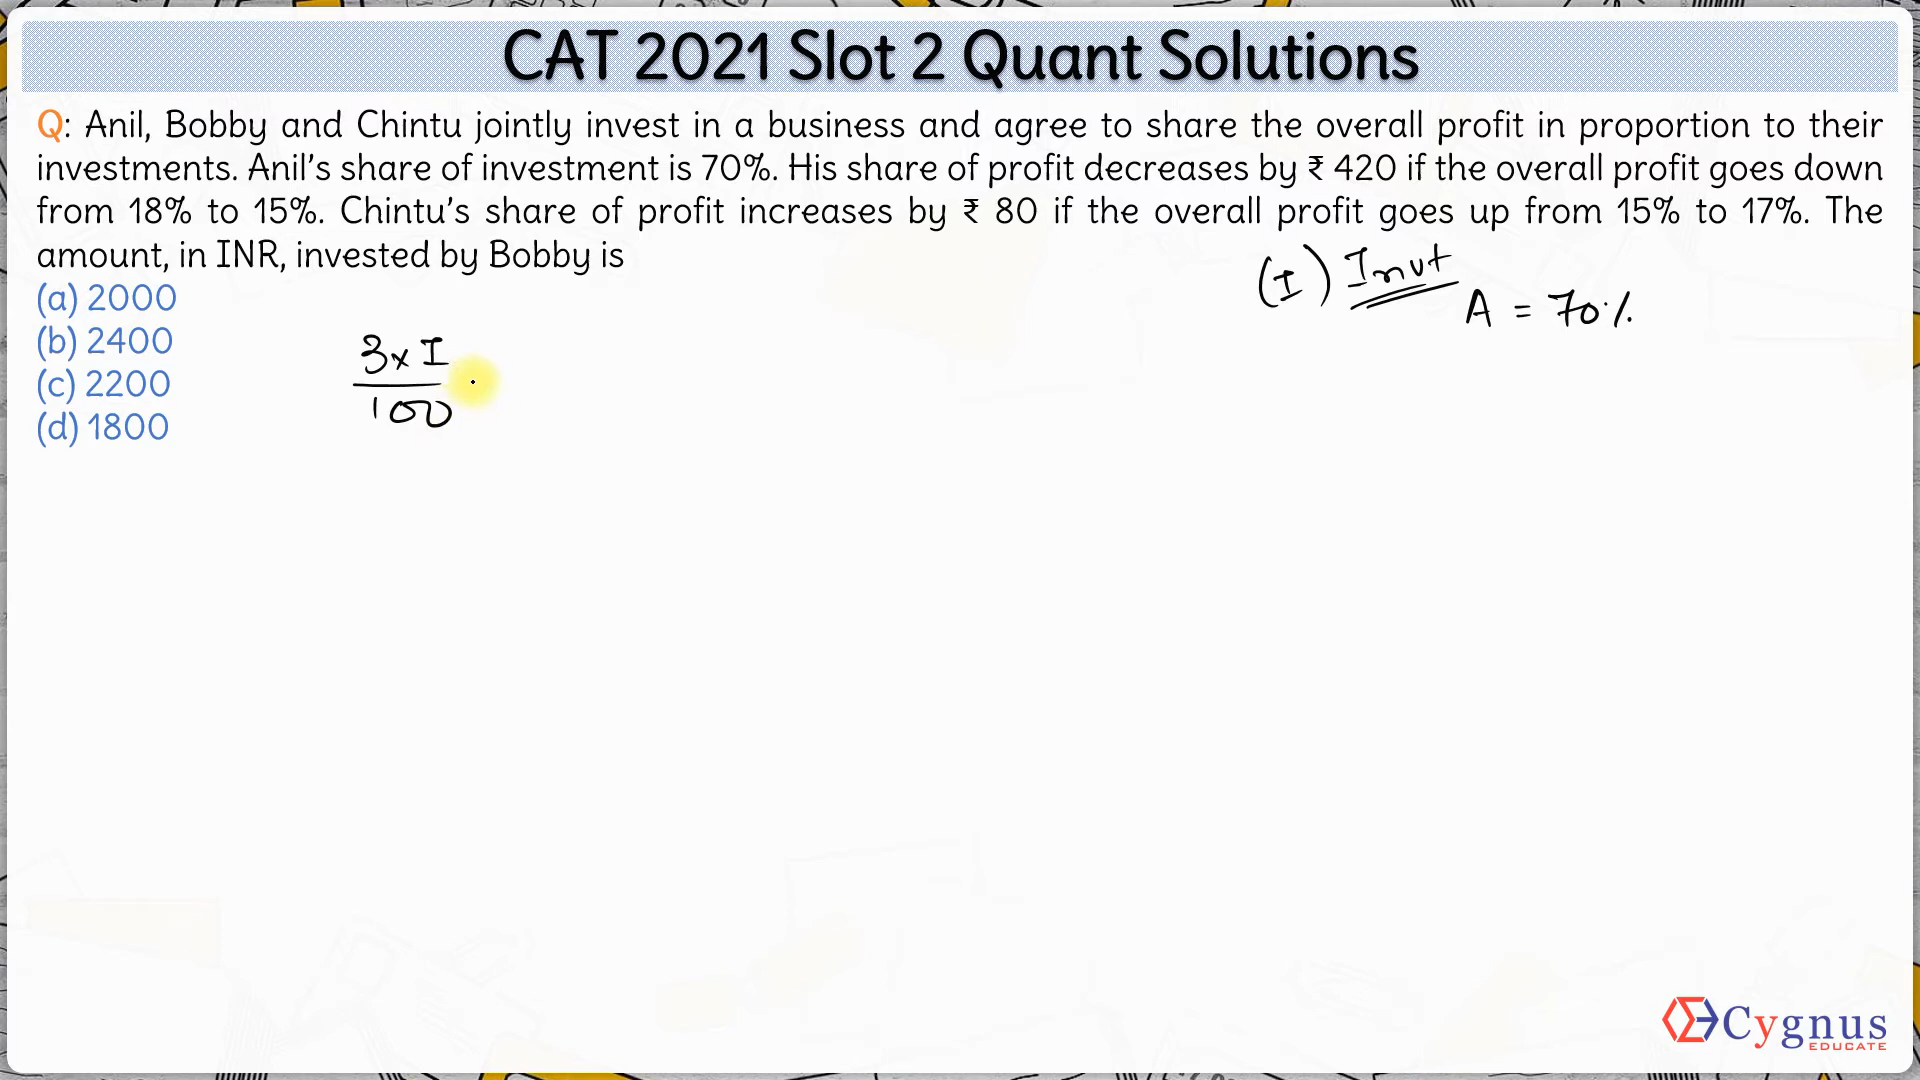 CAT 2021 Slot 2 Quant Solutions
Q: Anil, Bobby and Chintu jointly invest in a business and agree to share the overall profit in proportion to their
investments. Anil’s share of investment is 70%. His share of profit decreases by ₹ 420 if the overall profit goes down
from 18% to 15%. Chintu’s share of profit increases by ₹ 80 if the overall profit goes up from 15% to 17%. The
amount, in INR, invested by Bobby is
(I) Invt
(a) 2000
A = 70%
(b) 2400
(c) 2200
(d) 1800
3 x I
100
Cygnus
EDUCATE